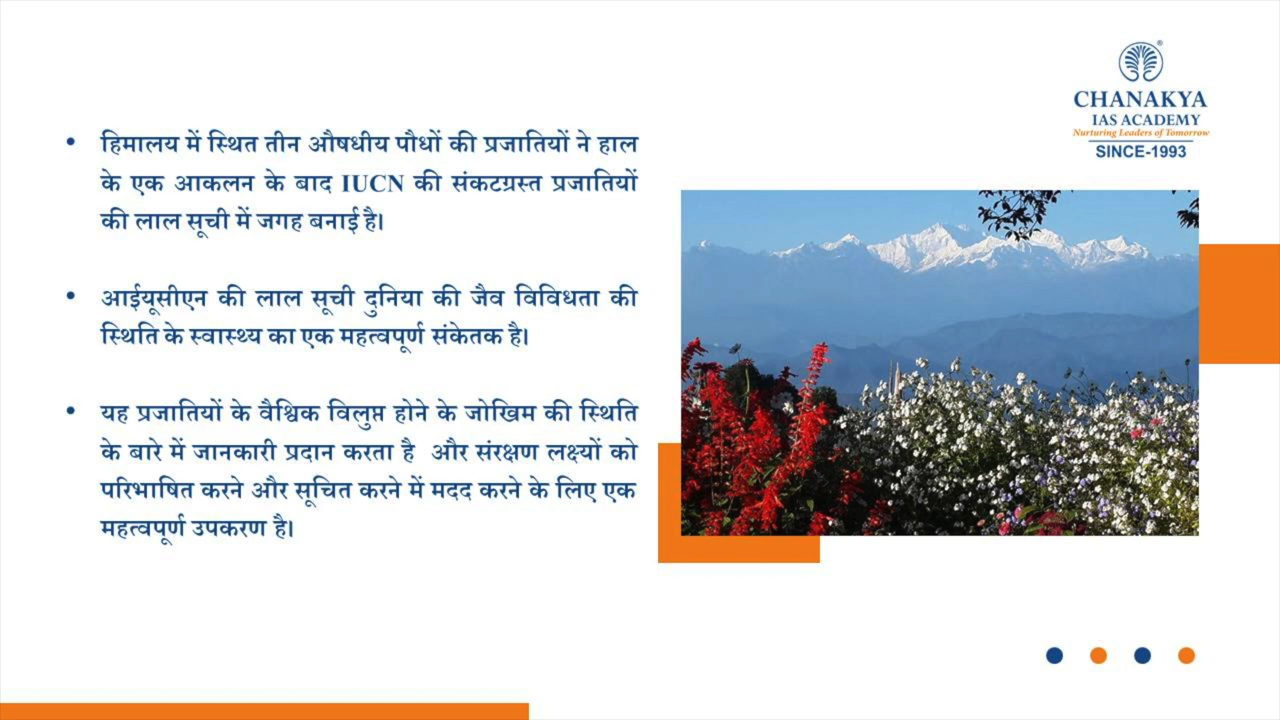 • हिमालय में स्थित तीन औषधीय पौधों की प्रजातियों ने हाल
के एक आकलन के बाद IUCN की संकटग्रस्त प्रजातियों
की लाल सूची में जगह बनाई है।
• आईयूसीएन की लाल सूची दुनिया की जैव विविधता की
स्थिति के स्वास्थ्य का एक महत्वपूर्ण संकेतक है।
• यह प्रजातियों के वैश्विक विलुप्त होने के जोखिम की स्थिति
के बारे में जानकारी प्रदान करता है और संरक्षण लक्ष्यों को
परिभाषित करने और सूचित करने में मदद करने के लिए एक
महत्वपूर्ण उपकरण है।
®
CHANAKYA
IAS ACADEMY
Nurturing Leaders of Tomorrow
SINCE-1993